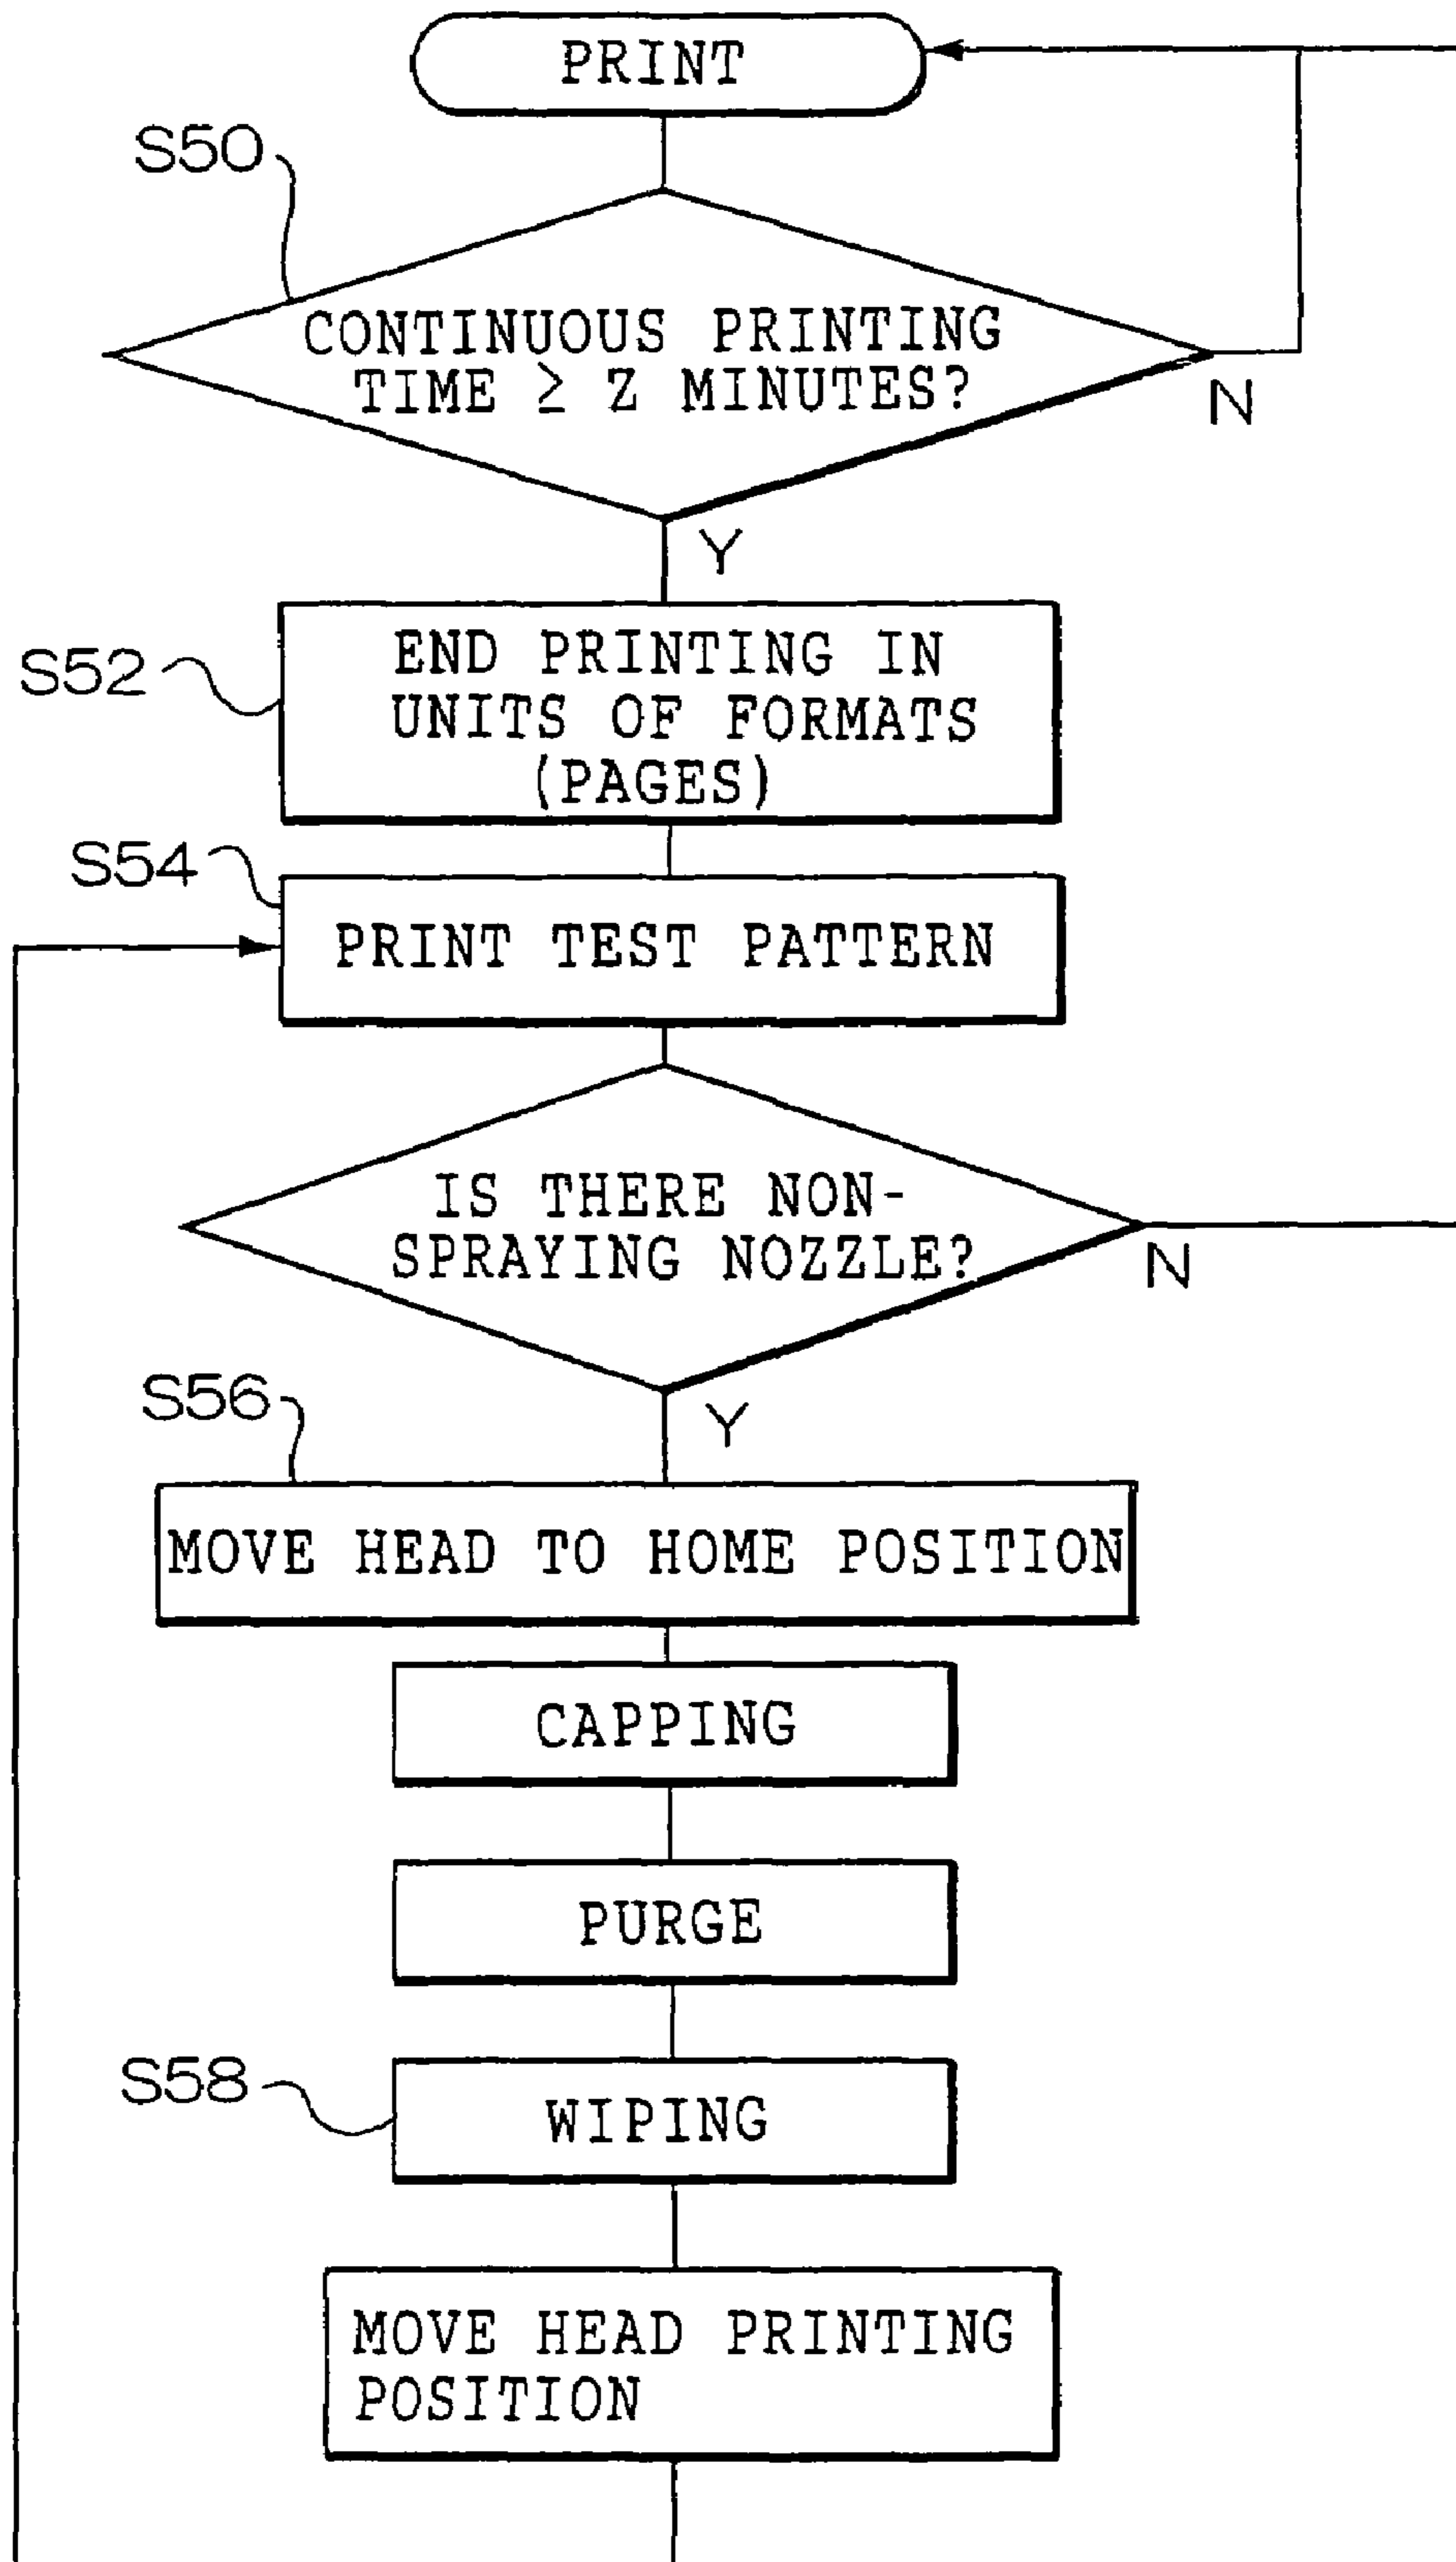 PRINT
S50
CONTINUOUS PRINTING
TIME ≥ Z MINUTES?
N
Y
S52
END PRINTING IN
UNITS OF FORMATS
(PAGES)
S54
PRINT TEST PATTERN
IS THERE NON-
SPRAYING NOZZLE?
N
Y
S56
MOVE HEAD TO HOME POSITION
CAPPING
PURGE
S58
WIPING
MOVE HEAD PRINTING
POSITION